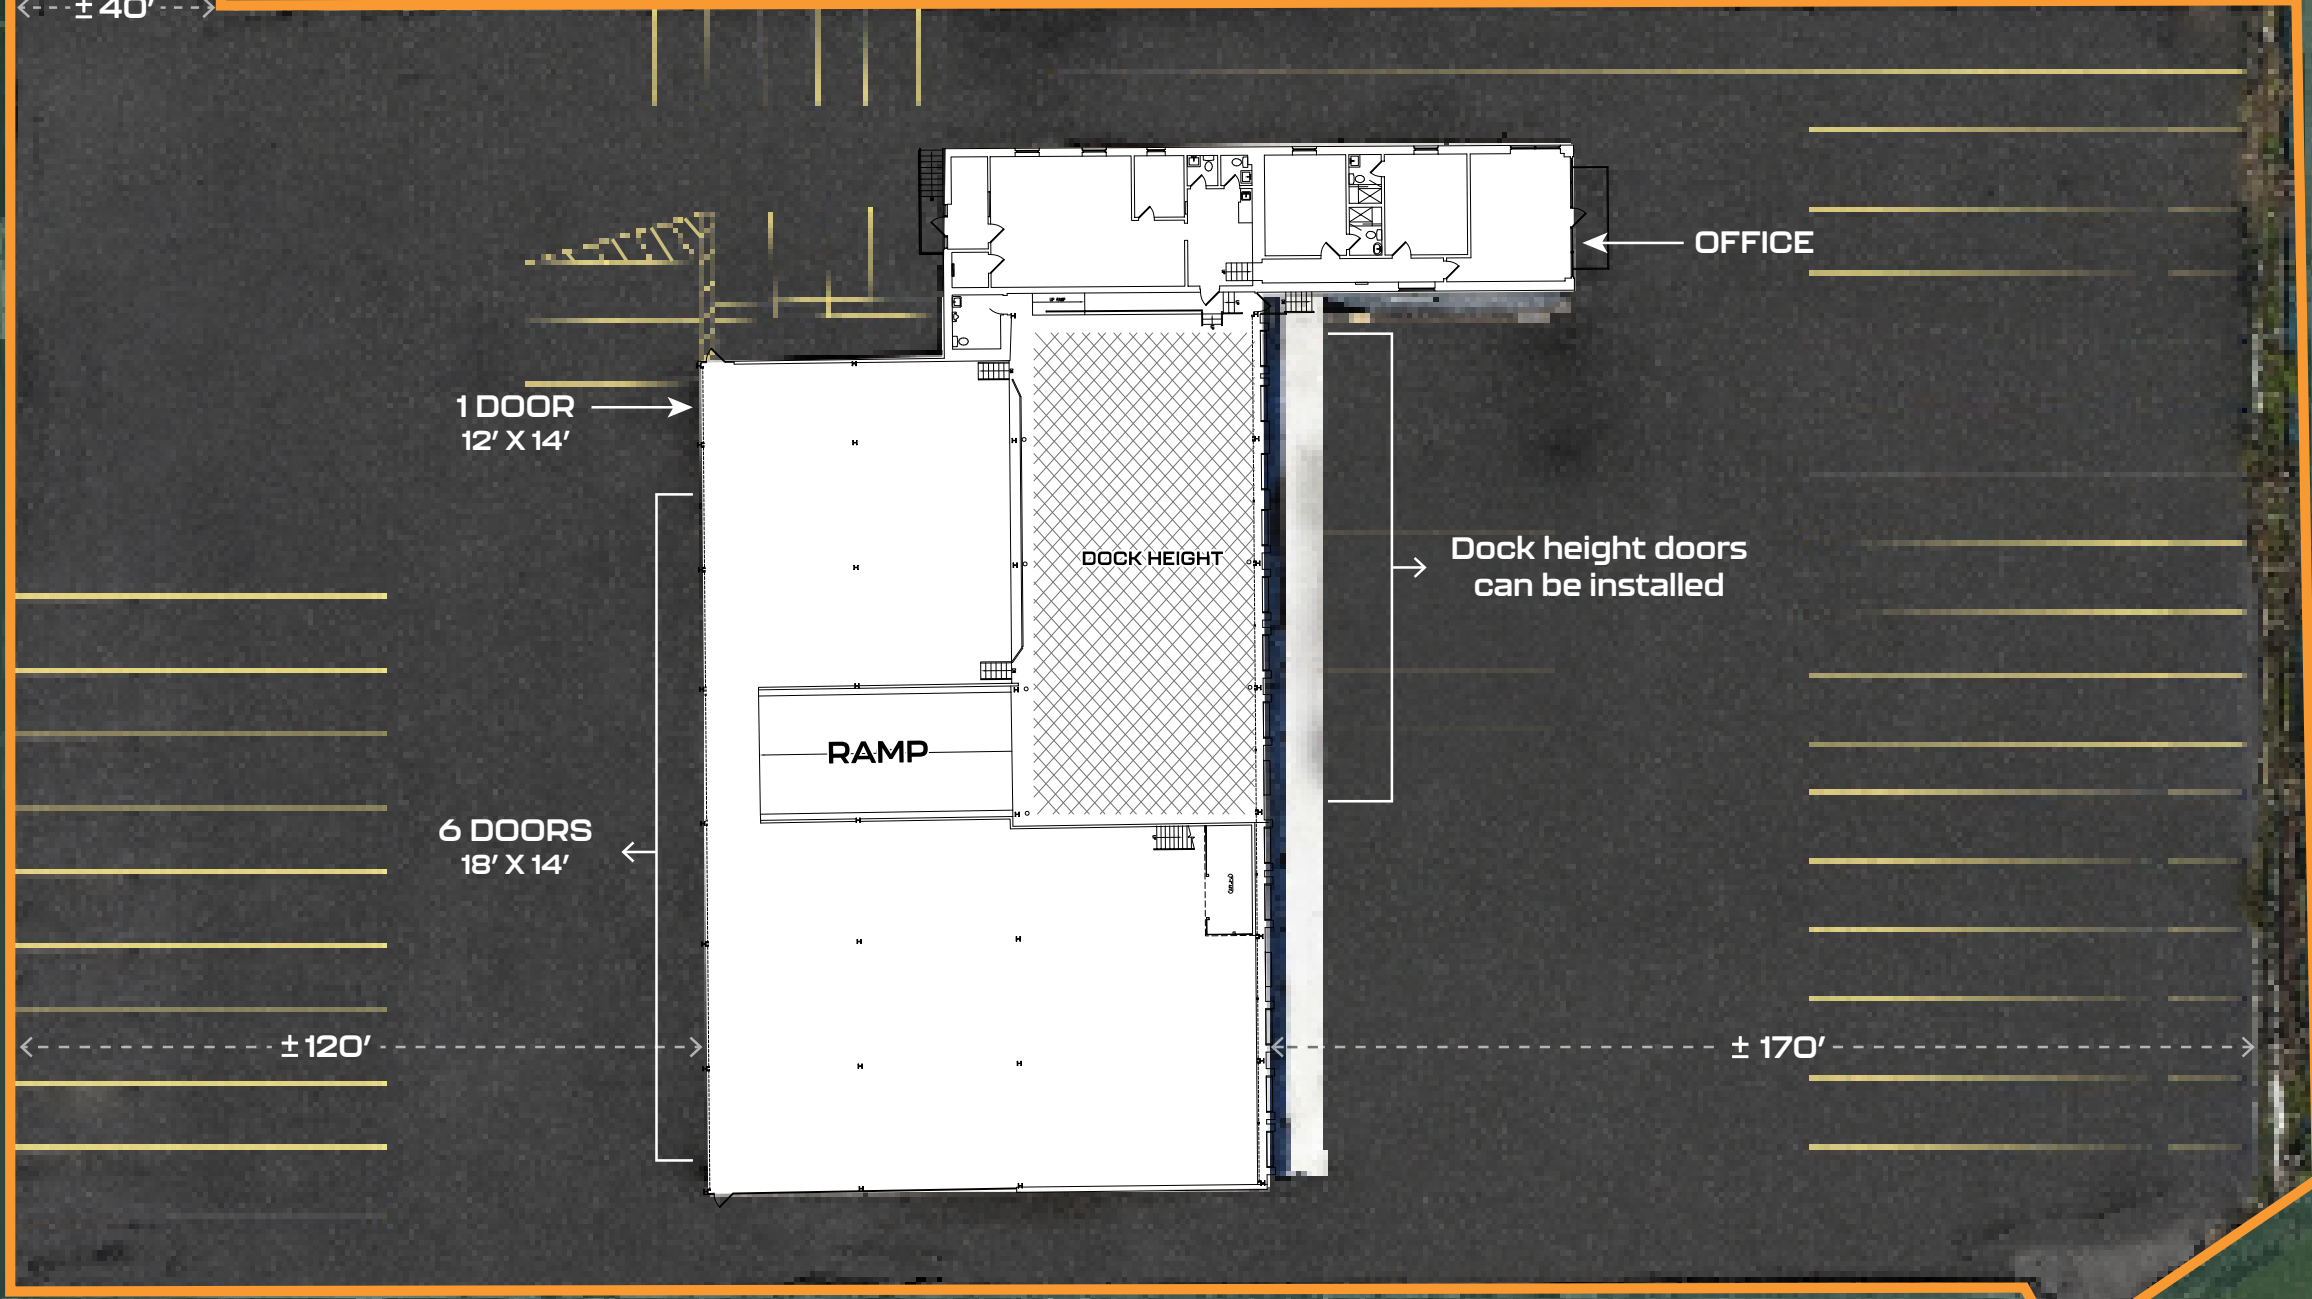 ± 40′
OFFICE
1 DOOR
12′ X 14′
DOCK HEIGHT
Dock height doors
can be installed
RAMP
6 DOORS
18′ X 14′
± 120′
± 170′